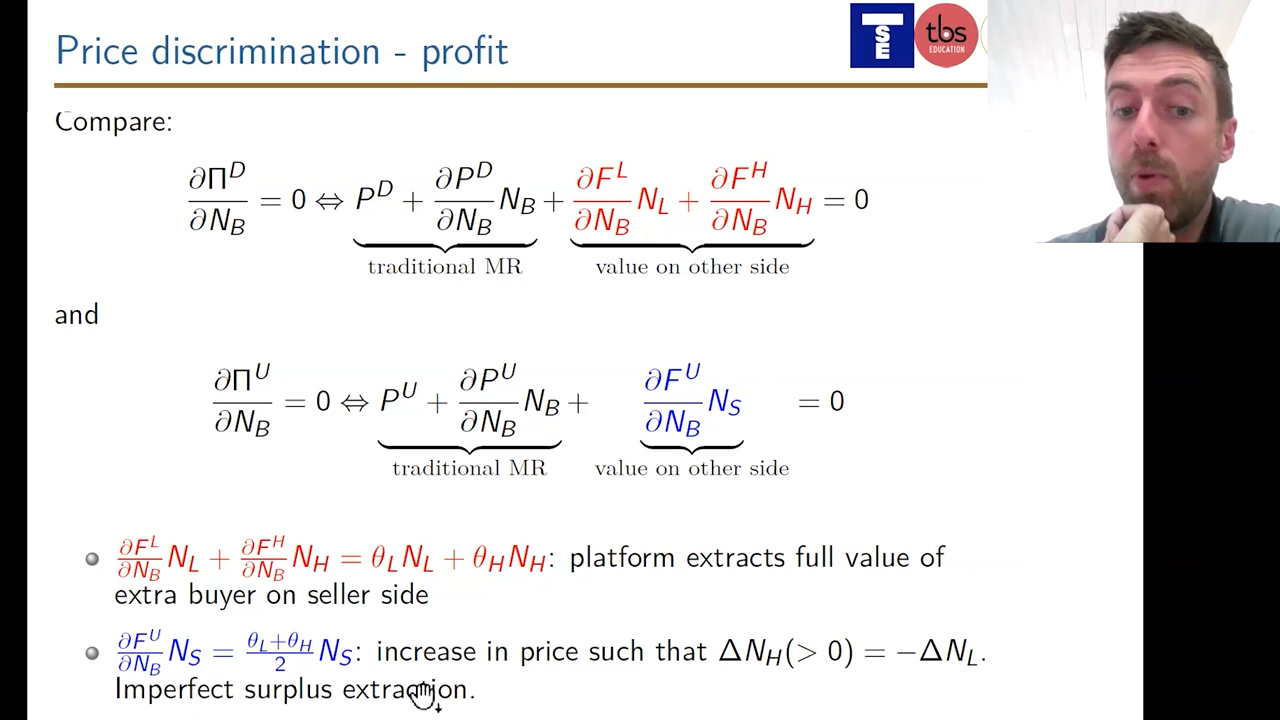 Price discrimination - profit
TSE
tbs
EDUCATION
Compare:
∂Π^D/∂N_B = 0 ⇔ P^D + ∂P^D/∂N_B N_B + ∂F^L/∂N_B N_L + ∂F^H/∂N_B N_H = 0
traditional MR value on other side
and
∂Π^U/∂N_B = 0 ⇔ P^U + ∂P^U/∂N_B N_B + ∂F^U/∂N_B N_S = 0
traditional MR value on other side
∂F^L/∂N_B N_L + ∂F^H/∂N_B N_H = θ_L N_L + θ_H N_H: platform extracts full value of
extra buyer on seller side
∂F^U/∂N_B N_S = (θ_L+θ_H)/2 N_S: increase in price such that ΔN_H(> 0) = −ΔN_L.
Imperfect surplus extraction.